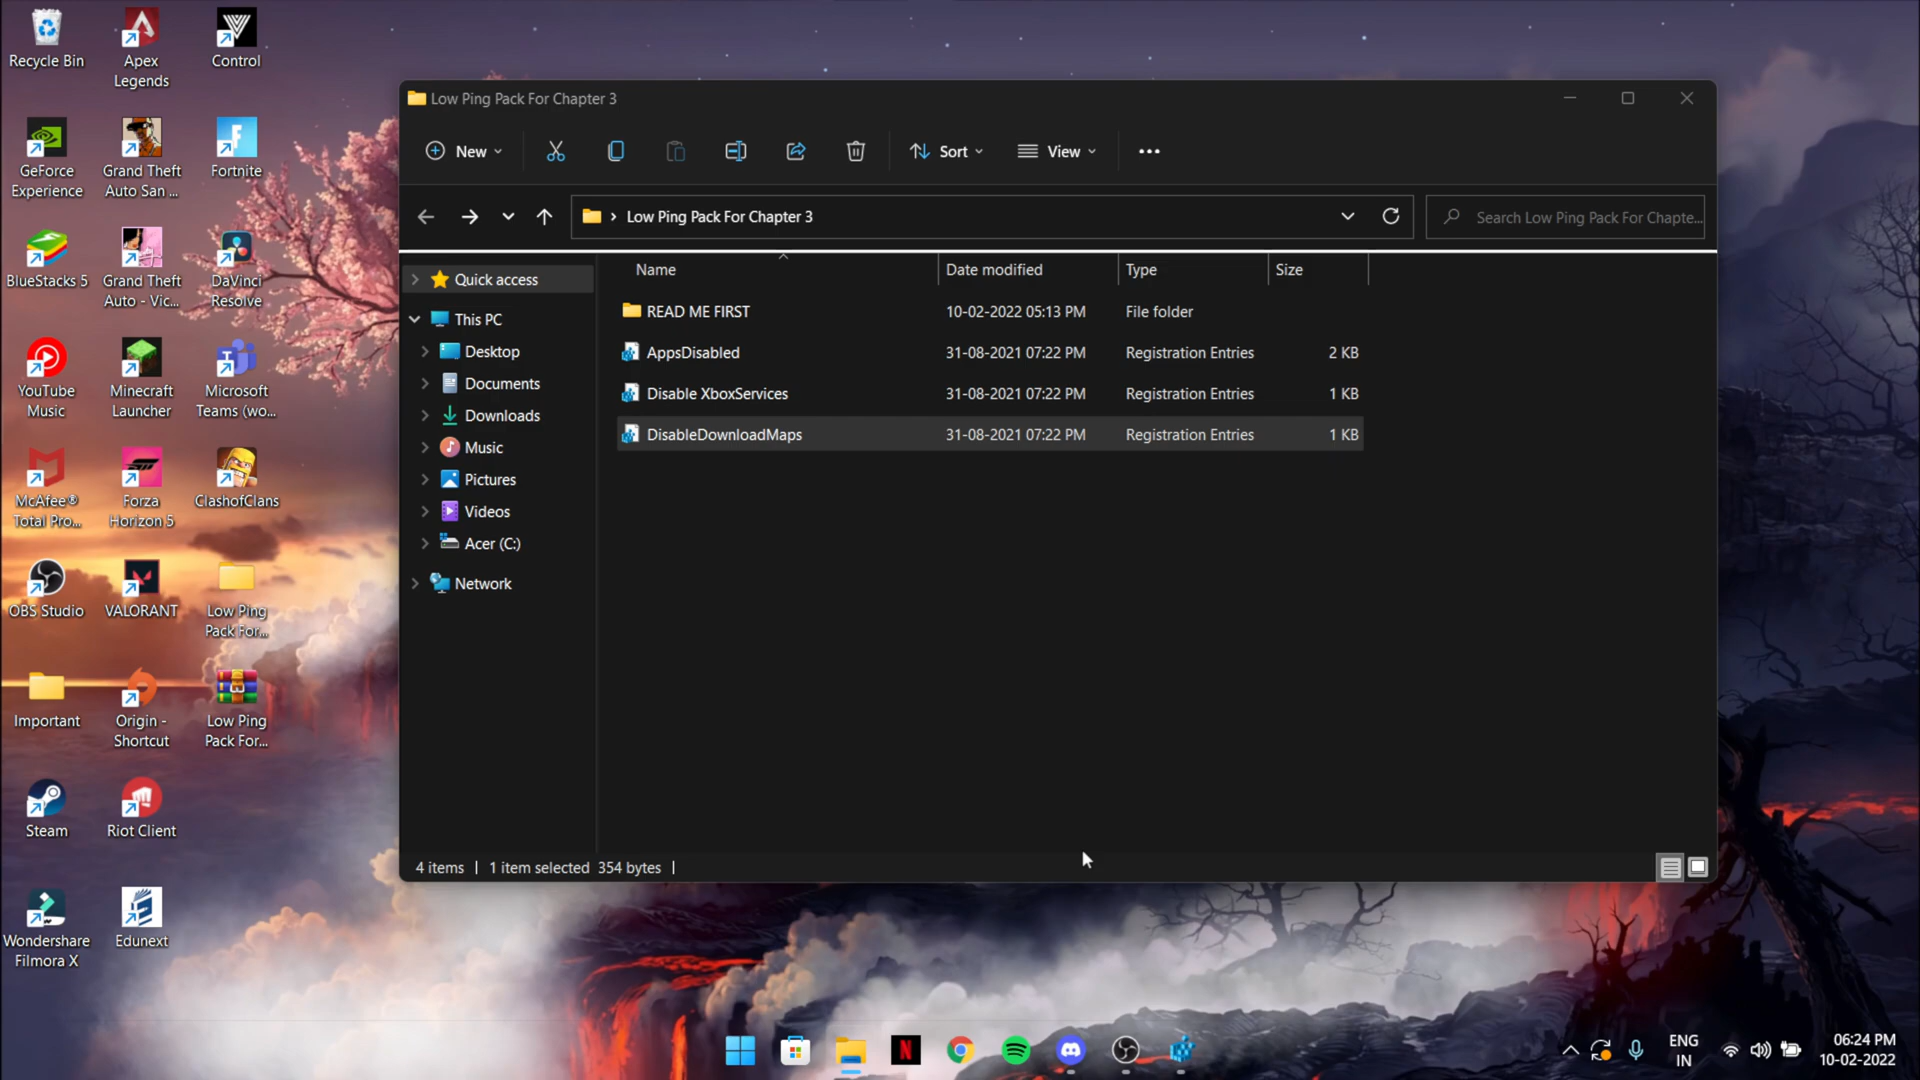 Recycle Bin
Apex
Legends
Control
GeForce
Experience
Grand Theft
Auto San ...
Fortnite
BlueStacks 5
Grand Theft
Auto - Vic...
DaVinci
Resolve
YouTube
Music
Minecraft
Launcher
Microsoft
Teams (wo...
McAfee®
Total Pro...
Forza
Horizon 5
ClashofClans
OBS Studio
VALORANT
Low Ping
Pack For...
Important
Origin -
Shortcut
Low Ping
Pack For...
Steam
Riot Client
Wondershare
Filmora X
Edunext
Low Ping Pack For Chapter 3
New
Sort
View
Low Ping Pack For Chapter 3
Search Low Ping Pack For Chapte...
Quick access
This PC
Desktop
Documents
Downloads
Music
Pictures
Videos
Acer (C:)
Network
Name Date modified Type Size
READ ME FIRST 10-02-2022 05:13 PM File folder
AppsDisabled 31-08-2021 07:22 PM Registration Entries 2 KB
Disable XboxServices 31-08-2021 07:22 PM Registration Entries 1 KB
DisableDownloadMaps 31-08-2021 07:22 PM Registration Entries 1 KB
4 items | 1 item selected 354 bytes |
ENG
IN
06:24 PM
10-02-2022